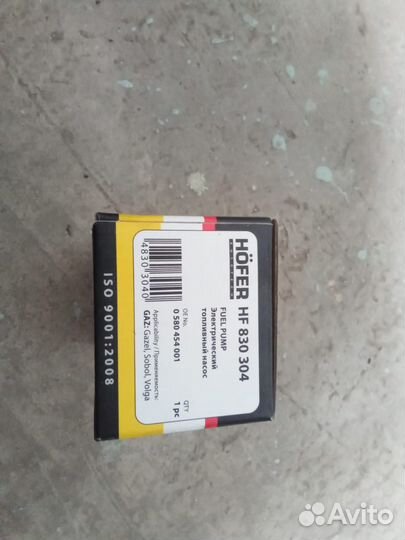 HÖFER HF 830 304
FUEL PUMP
Электрический
топливный насос
4830 3040
OE No.
0 580 454 001
QTY
1 pc
Applicability / Применяемость:
GAZ: Gazel, Sobol, Volga
ISO 9001:2008
Avito